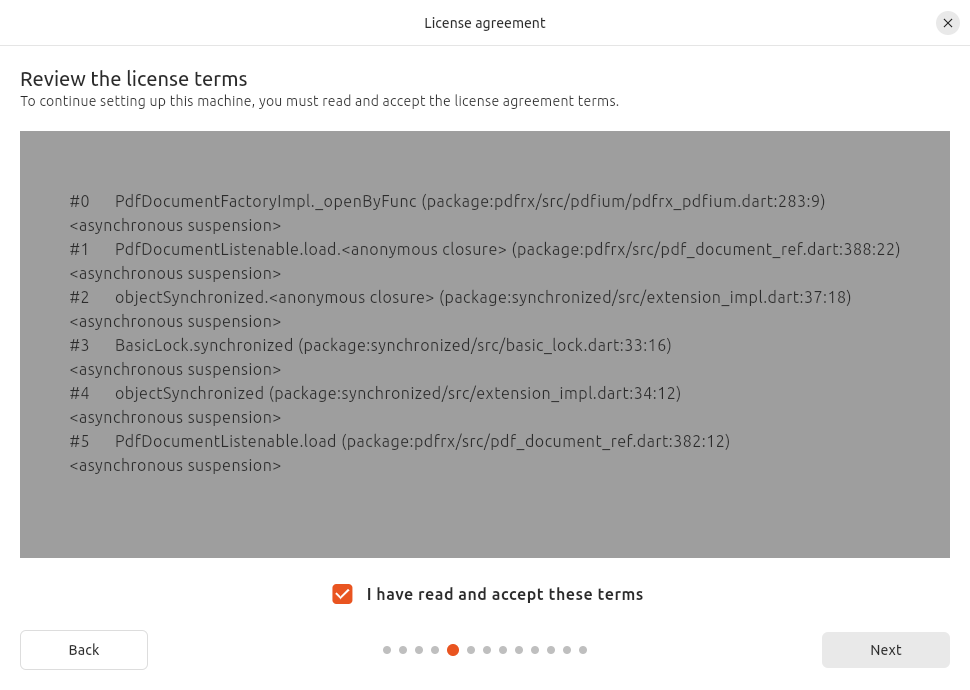 License agreement
Review the license terms
To continue setting up this machine, you must read and accept the license agreement terms.
#0 PdfDocumentFactoryImpl._openByFunc (package:pdfrx/src/pdfium/pdfrx_pdfium.dart:283:9)
<asynchronous suspension>
#1 PdfDocumentListenable.load.<anonymous closure> (package:pdfrx/src/pdf_document_ref.dart:388:22)
<asynchronous suspension>
#2 objectSynchronized.<anonymous closure> (package:synchronized/src/extension_impl.dart:37:18)
<asynchronous suspension>
#3 BasicLock.synchronized (package:synchronized/src/basic_lock.dart:33:16)
<asynchronous suspension>
#4 objectSynchronized (package:synchronized/src/extension_impl.dart:34:12)
<asynchronous suspension>
#5 PdfDocumentListenable.load (package:pdfrx/src/pdf_document_ref.dart:382:12)
<asynchronous suspension>
I have read and accept these terms
Back
Next